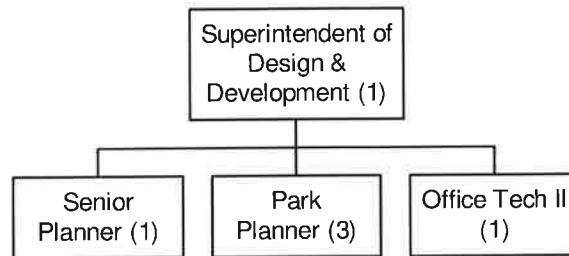 Superintendent of
Design &
Development (1)
Senior
Planner (1)
Park
Planner (3)
Office Tech II
(1)